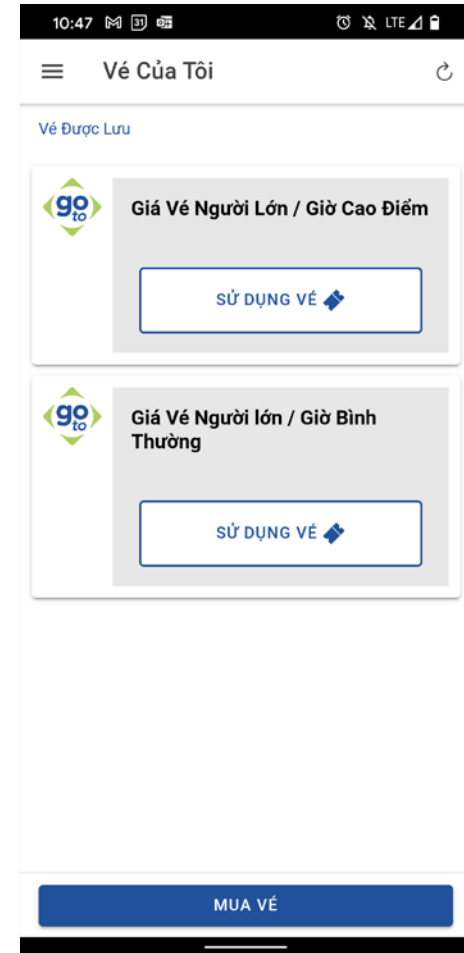 10:47 31 LTE
Vé Của Tôi
Vé Được Lưu
go to
Giá Vé Người Lớn / Giờ Cao Điểm
SỬ DỤNG VÉ
go to
Giá Vé Người lớn / Giờ Bình
Thường
SỬ DỤNG VÉ
MUA VÉ